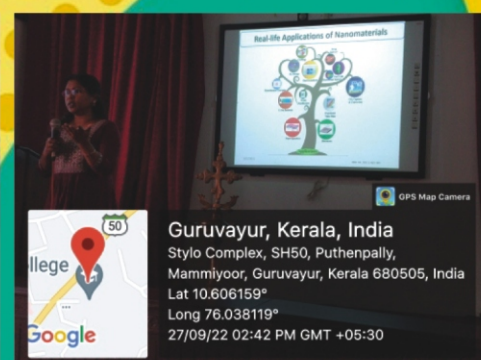 Real-life Applications of Nanomaterials
GPS Map Camera
50
llege
Google
Guruvayur, Kerala, India
Stylo Complex, SH50, Puthenpally,
Mammiyoor, Guruvayur, Kerala 680505, India
Lat 10.606159°
Long 76.038119°
27/09/22 02:42 PM GMT +05:30